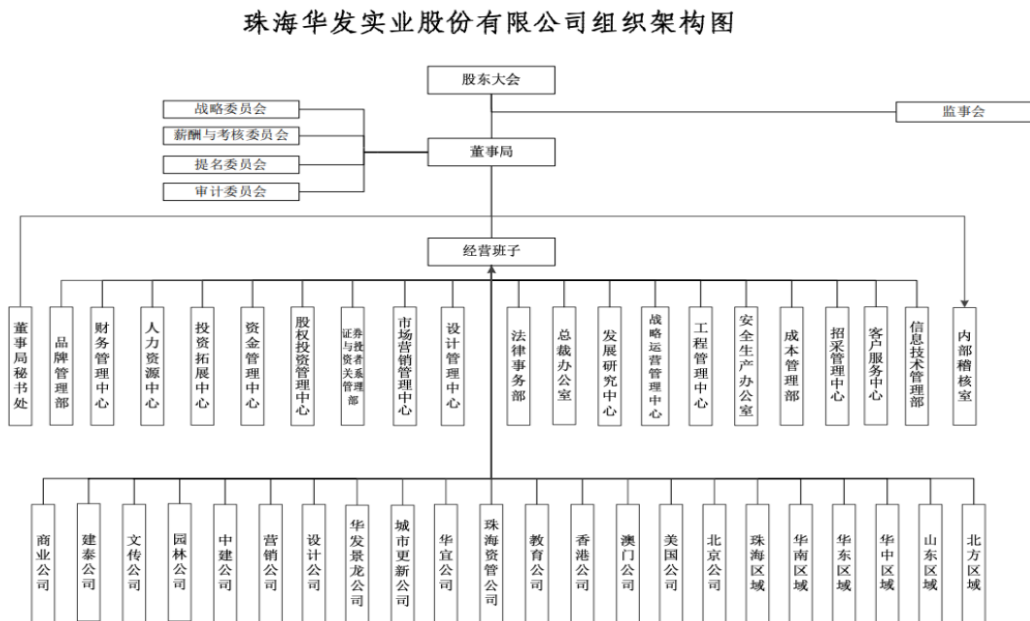 珠海华发实业股份有限公司组织架构图
股东大会
战略委员会
监事会
薪酬与考核委员会
董事局
提名委员会
审计委员会
经营班子
董事局秘书处
品牌管理部
财务管理中心
人力资源中心
投资拓展中心
资金管理中心
股权投资管理中心
证券与投资者关系管理部
市场营销管理中心
设计管理中心
法律事务部
总裁办公室
发展研究中心
战略运营管理中心
工程管理中心
安全生产办公室
成本管理部
招采管理中心
客户服务中心
信息技术管理部
内部稽核室
商业公司
建泰公司
文传公司
园林公司
中建公司
营销公司
设计公司
华发景龙公司
城市更新公司
华宜公司
珠海资管公司
教育公司
香港公司
澳门公司
美国公司
北京公司
珠海区域
华南区域
华东区域
华中区域
山东区域
北方区域